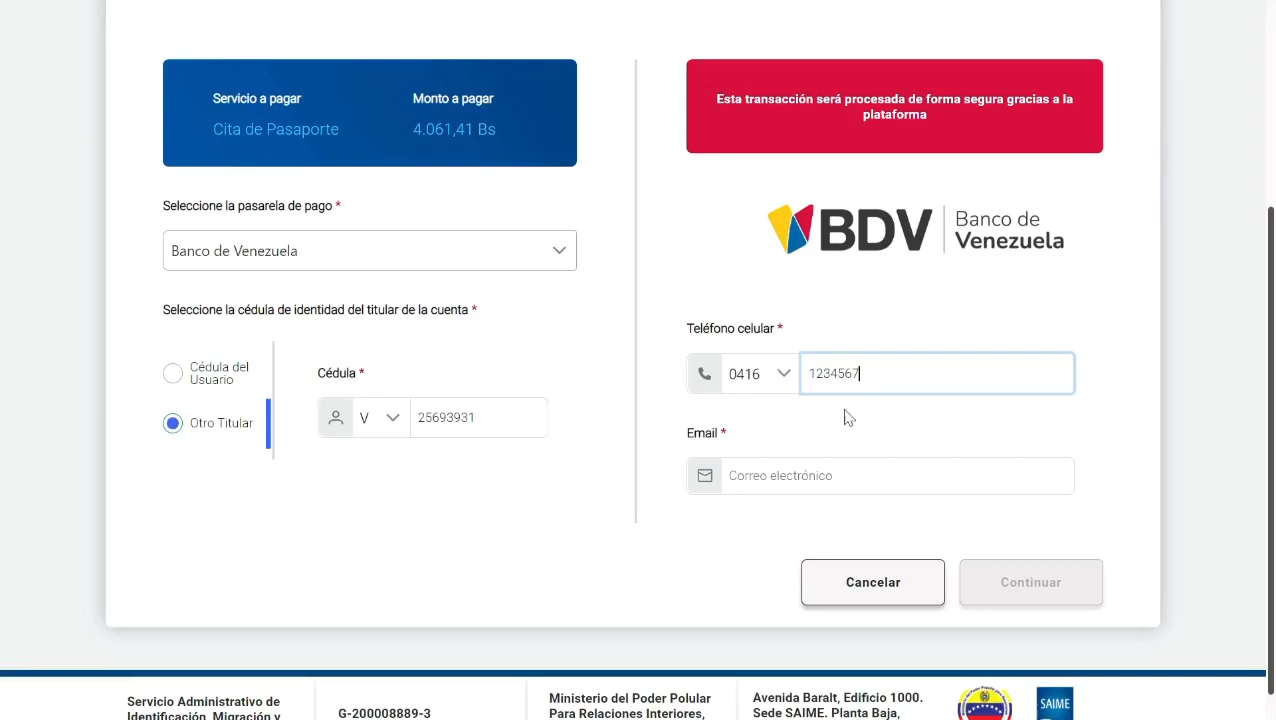 Servicio a pagar
Monto a pagar
Cita de Pasaporte
4.061,41 Bs
Seleccione la pasarela de pago *
Banco de Venezuela
Seleccione la cédula de identidad del titular de la cuenta *
Cédula del
Usuario
Otro Titular
Cédula *
V
25693931
Esta transacción será procesada de forma segura gracias a la
plataforma
BDV
Banco de
Venezuela
Teléfono celular *
0416
1234567
Email *
Correo electrónico
Cancelar
Continuar
Servicio Administrativo de
Identificación, Migración y
G-200008889-3
Ministerio del Poder Polular
Para Relaciones Interiores,
Avenida Baralt, Edificio 1000.
Sede SAIME. Planta Baja,
SAIME